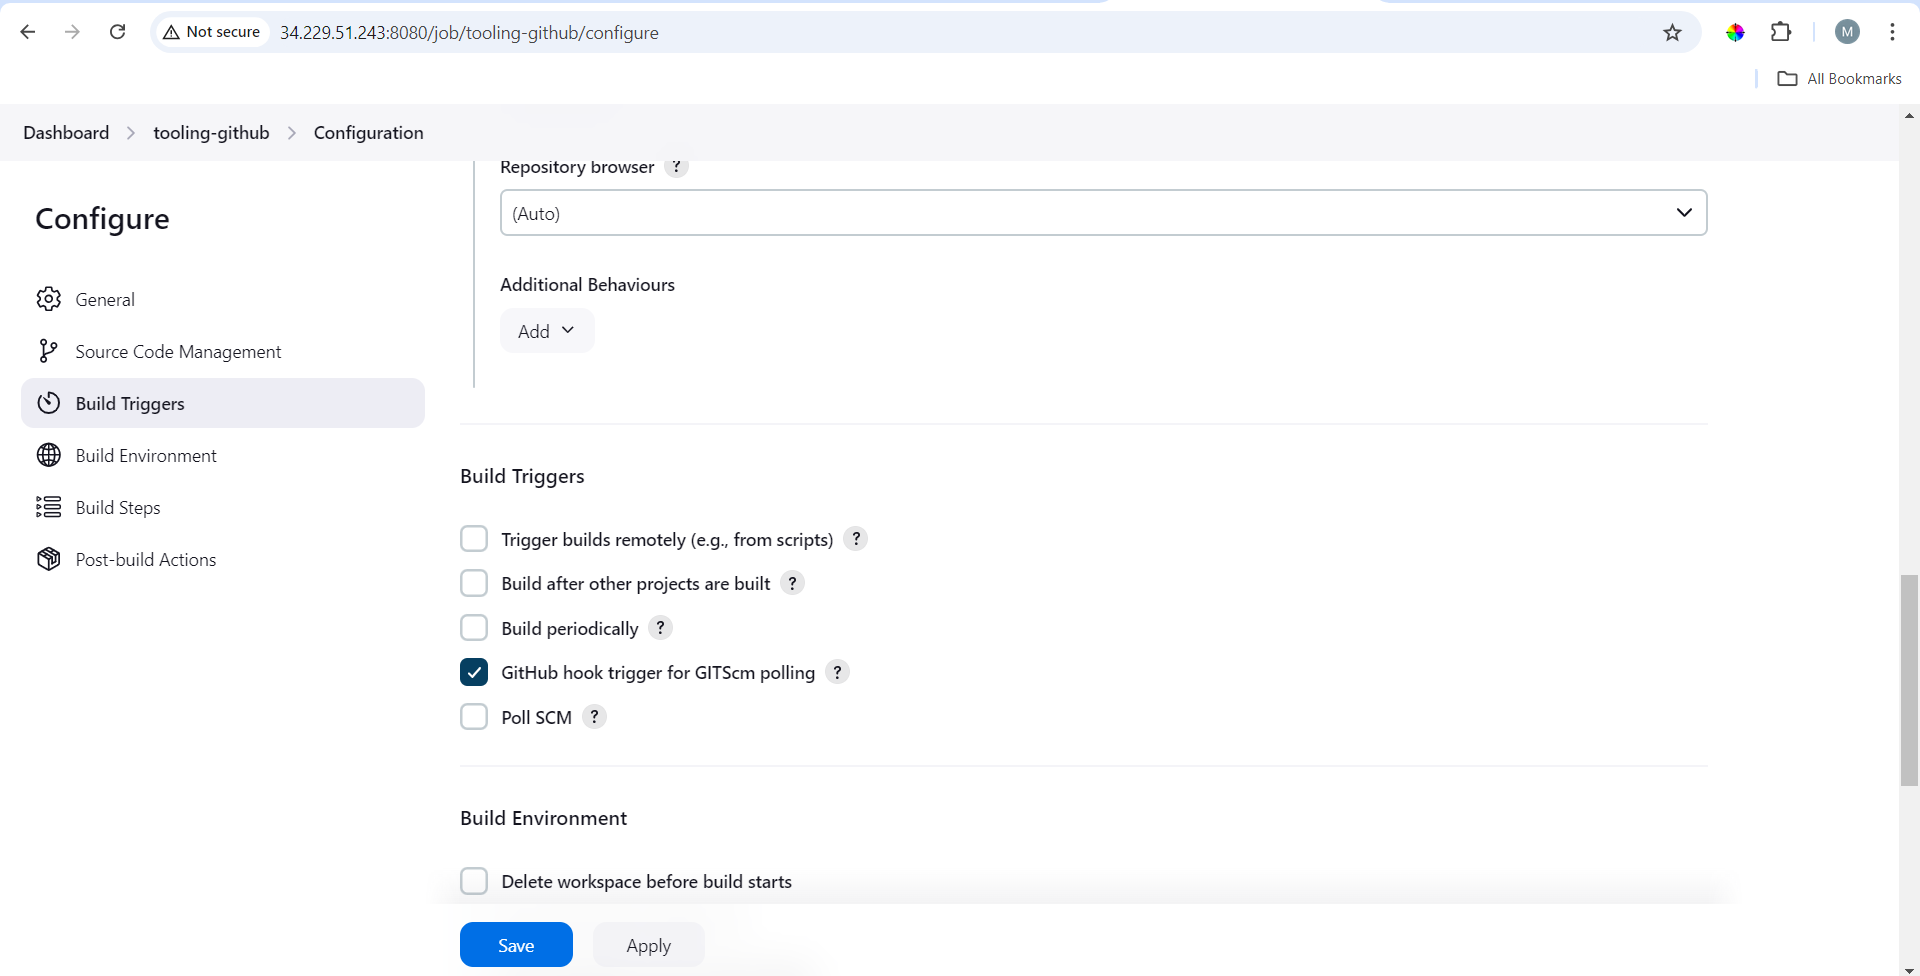 Not secure 34.229.51.243:8080/job/tooling-github/configure M
All Bookmarks
Dashboard tooling-github Configuration
Configure
General
Source Code Management
Build Triggers
Build Environment
Build Steps
Post-build Actions
Repository browser ?
(Auto)
Additional Behaviours
Add
Build Triggers
Trigger builds remotely (e.g., from scripts) ?
Build after other projects are built ?
Build periodically ?
GitHub hook trigger for GITScm polling ?
Poll SCM ?
Build Environment
Delete workspace before build starts
Save Apply